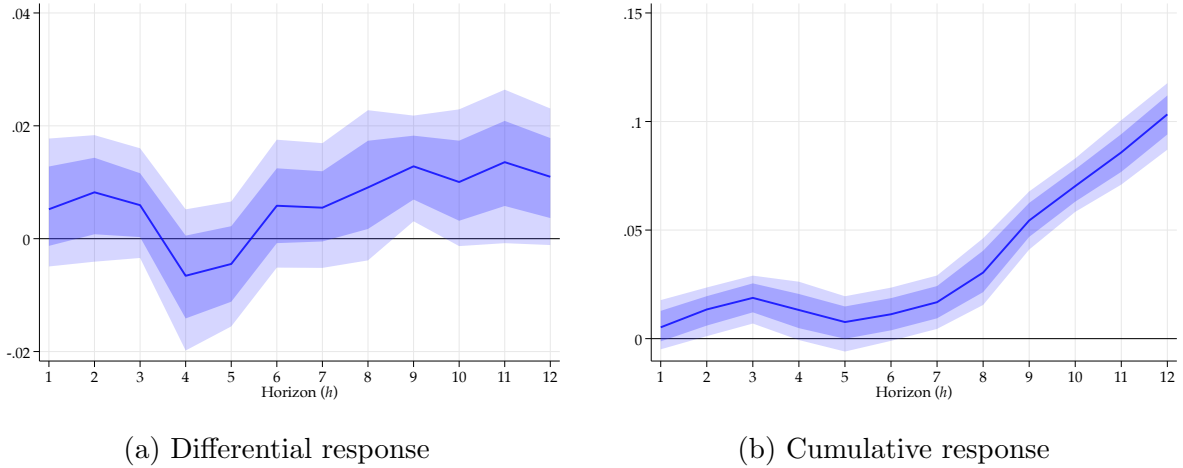 .04
.02
0
-.02
1 2 3 4 5 6 7 8 9 10 11 12
Horizon (h)
(a) Differential response
.15
.1
.05
0
1 2 3 4 5 6 7 8 9 10 11 12
Horizon (h)
(b) Cumulative response